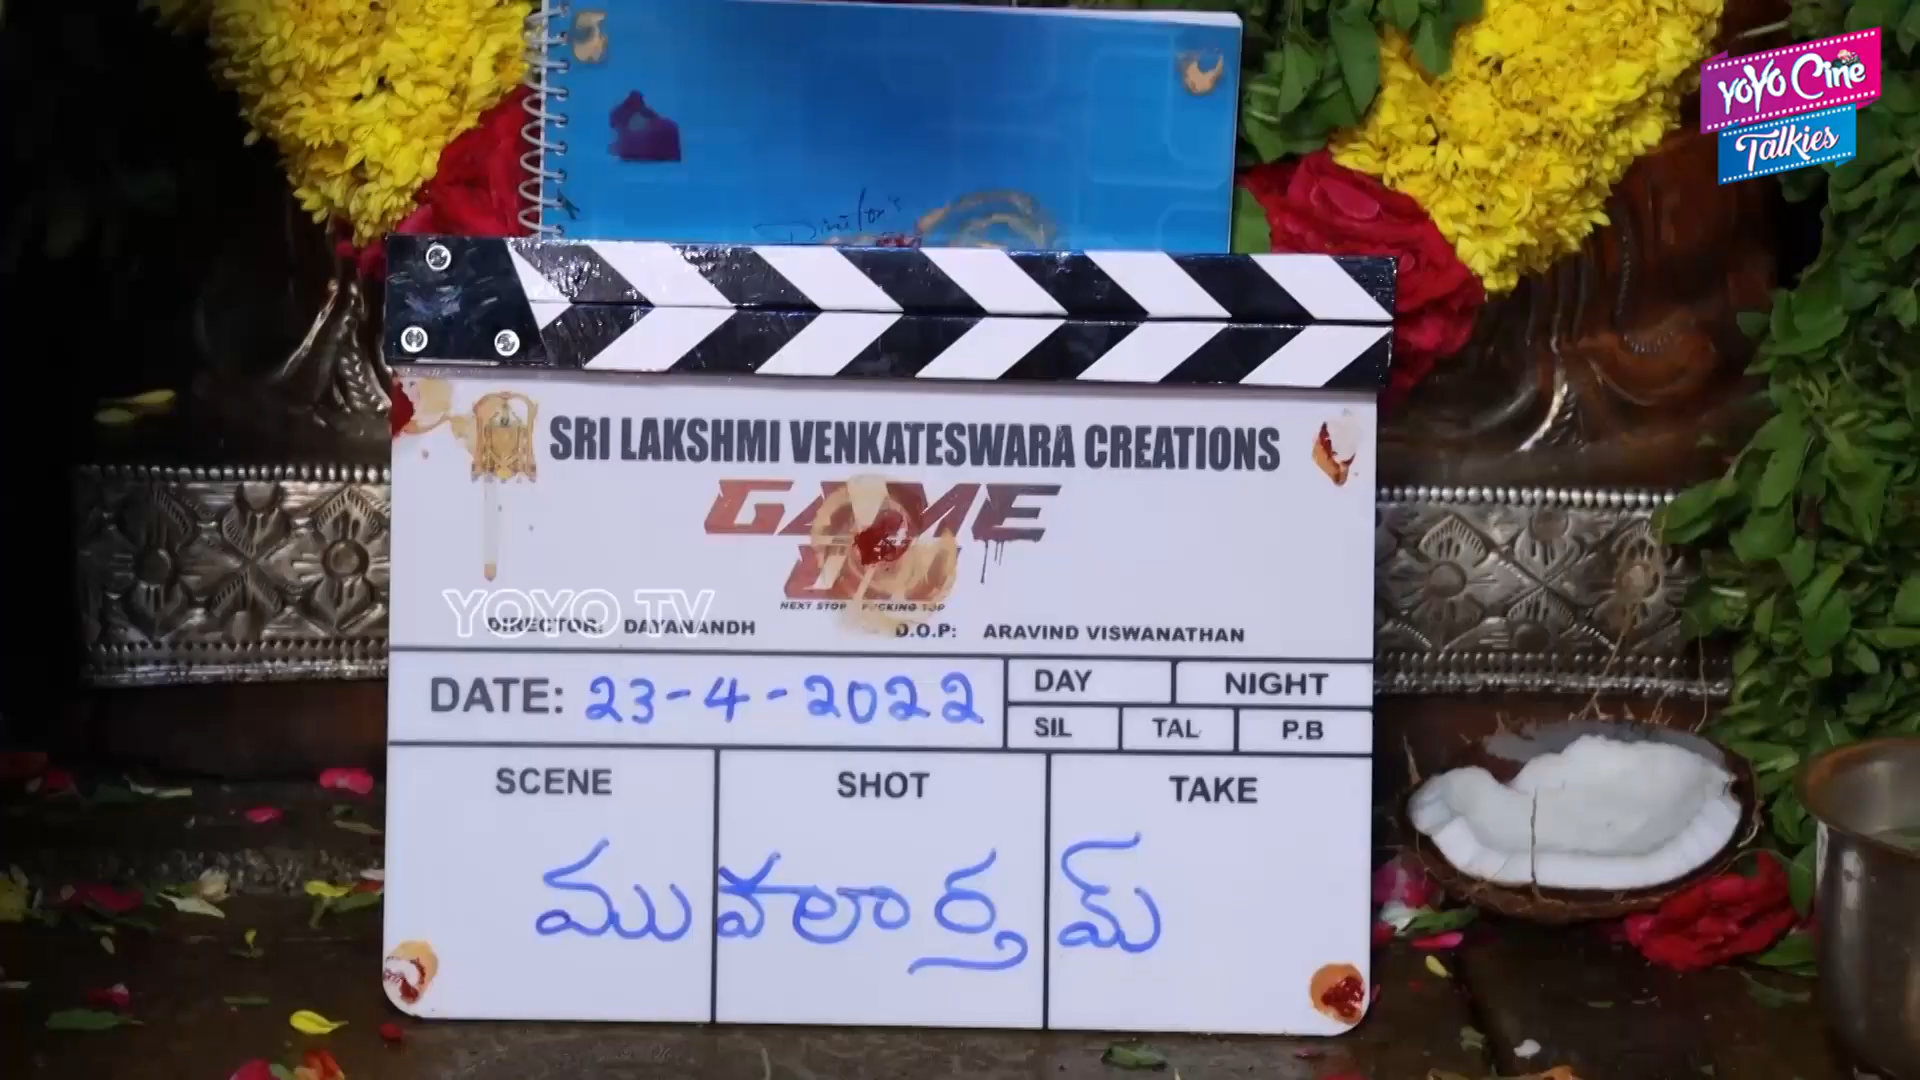 YOYO Cine
Talkies
Director's
SRI LAKSHMI VENKATESWARA CREATIONS
GAME
NEXT STOP
YOYO TV
DIRECTOR: DAYANANDH
D.O.P: ARAVIND VISWANATHAN
DATE: 23-4-2022
DAY
NIGHT
SIL
TAL
P.B
SCENE
SHOT
TAKE